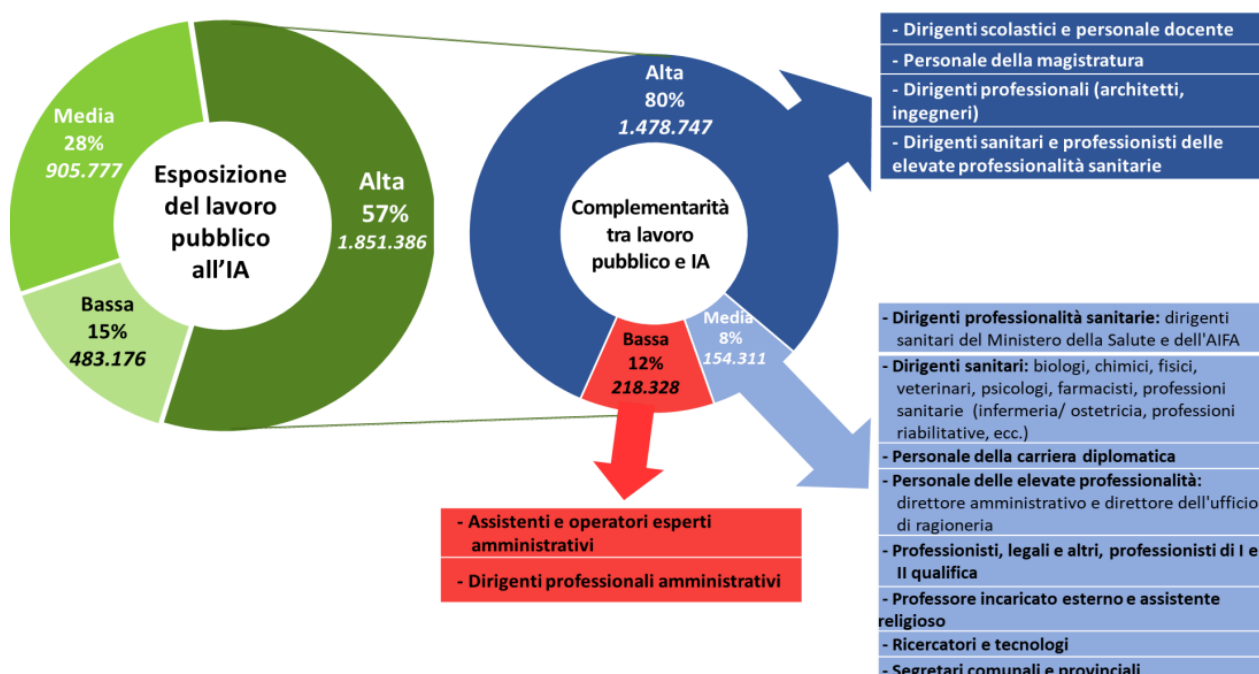 Media
28%
905.777
Bassa
15%
483.176
Esposizione
del lavoro
pubblico
all'IA
Alta
57%
1.851.386
Alta
80%
1.478.747
Complementarità
tra lavoro
pubblico e IA
Media
8%
154.311
Bassa
12%
218.328
- Assistenti e operatori esperti
amministrativi
- Dirigenti professionali amministrativi
- Dirigenti scolastici e personale docente
- Personale della magistratura
- Dirigenti professionali (architetti,
ingegneri)
- Dirigenti sanitari e professionisti delle
elevate professionalità sanitarie
- Dirigenti professionalità sanitarie: dirigenti
sanitari del Ministero della Salute e dell'AIFA
- Dirigenti sanitari: biologi, chimici, fisici,
veterinari, psicologi, farmacisti, professioni
sanitarie (infermeria/ ostetricia, professioni
riabilitative, ecc.)
- Personale della carriera diplomatica
- Personale delle elevate professionalità:
direttore amministrativo e direttore dell'ufficio
di ragioneria
- Professionisti, legali e altri, professionisti di I e
II qualifica
- Professore incaricato esterno e assistente
religioso
- Ricercatori e tecnologi
- Segretari comunali e provinciali